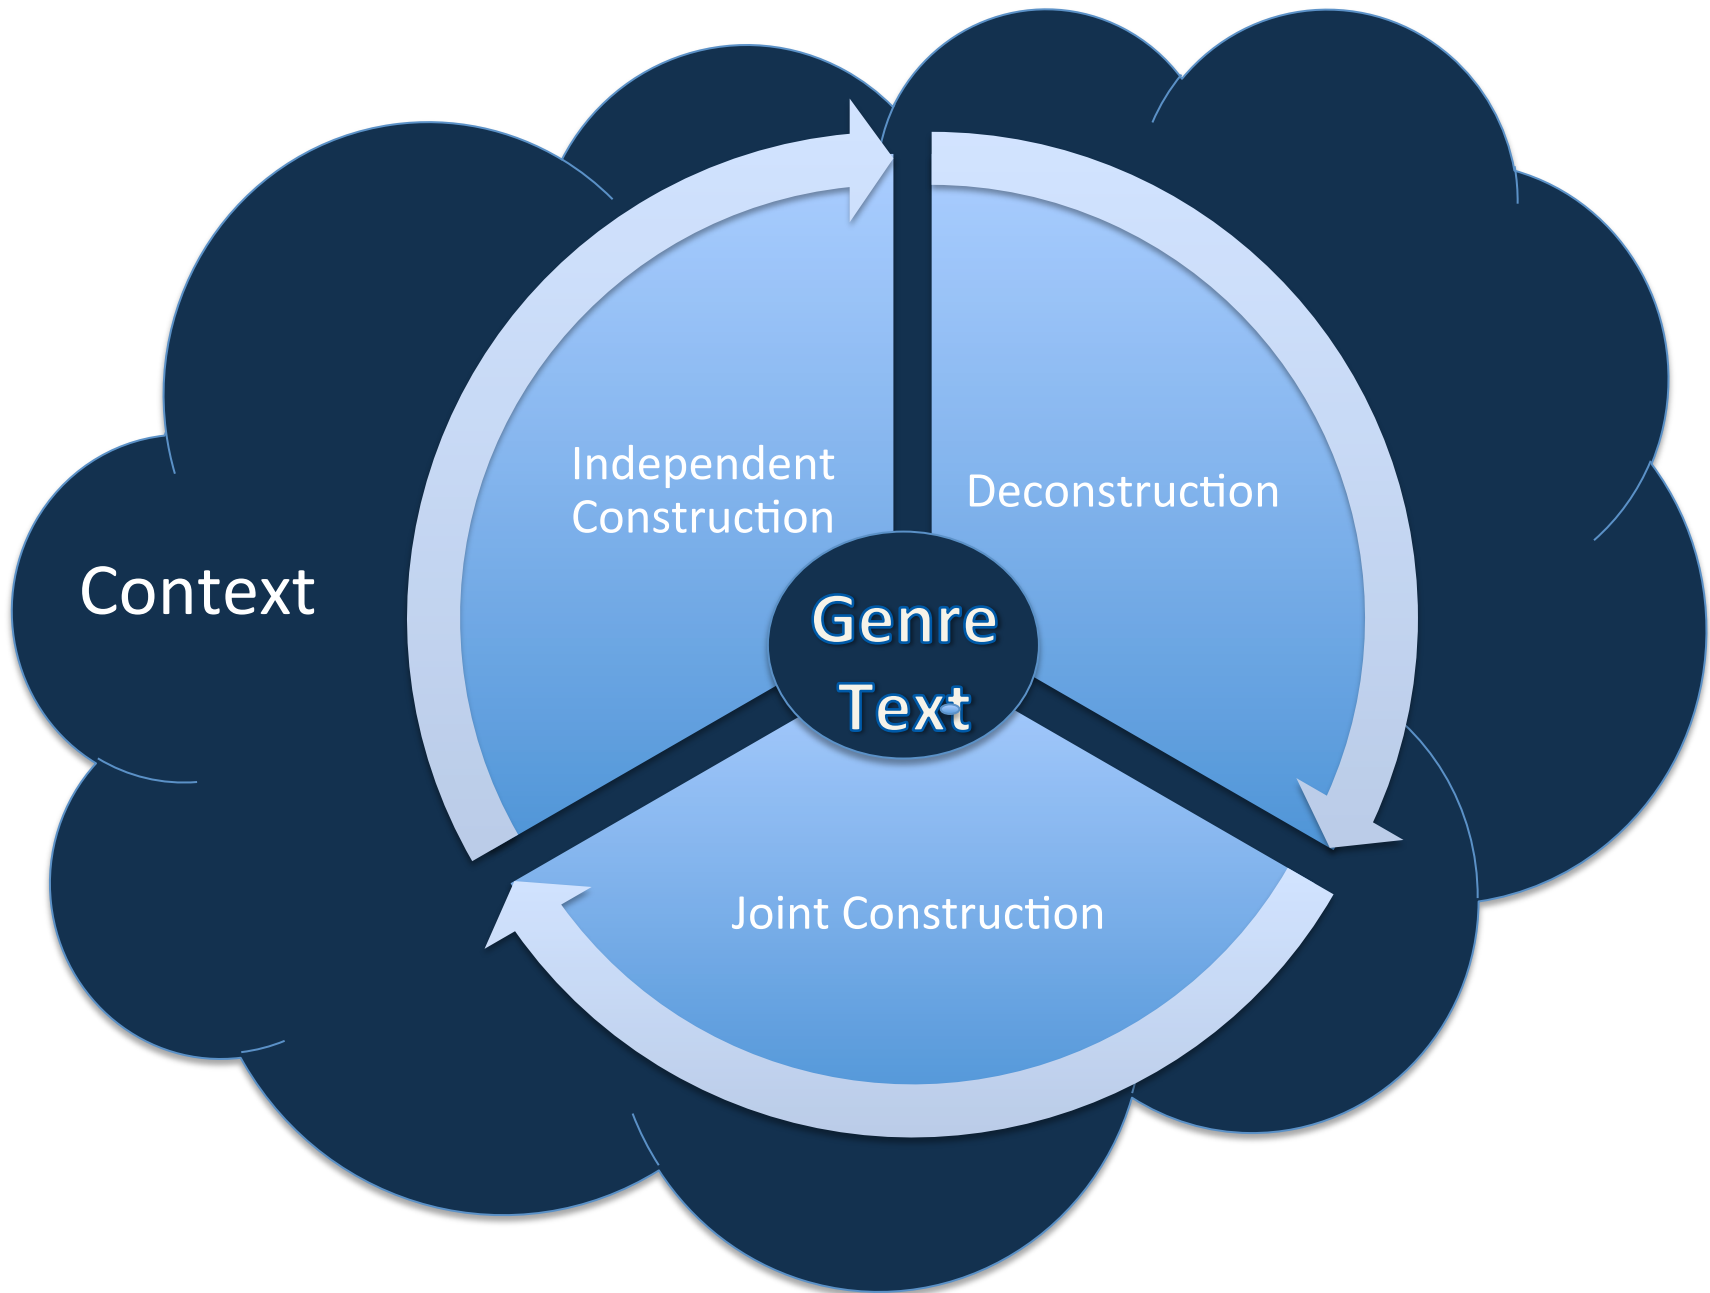 Independent
Construction
Deconstruction
Context
Genre
Text
Joint Construction